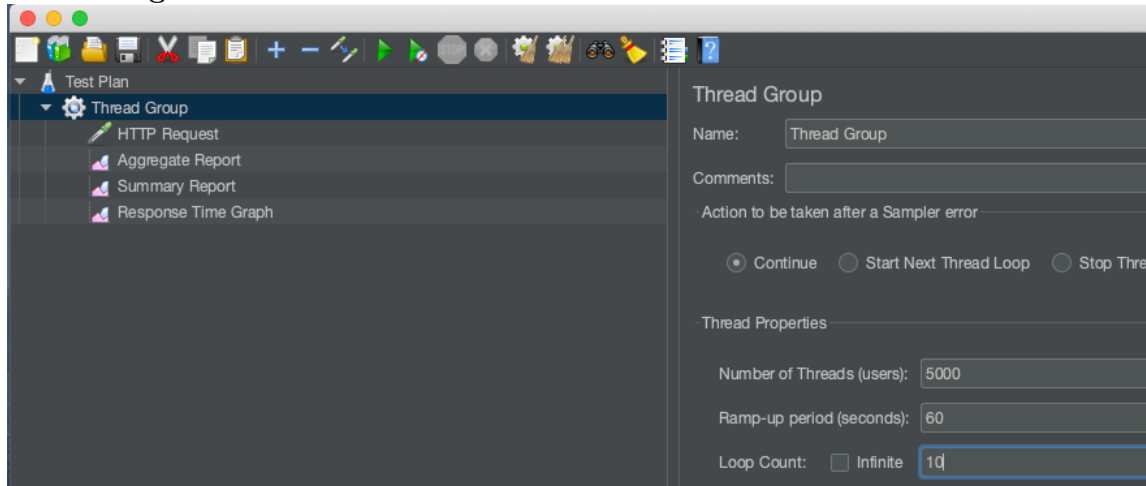 STOP
Test Plan
Thread Group
HTTP Request
Aggregate Report
Summary Report
Response Time Graph
Thread Group
Name: Thread Group
Comments:
Action to be taken after a Sampler error
Continue Start Next Thread Loop Stop Thre
Thread Properties
Number of Threads (users): 5000
Ramp-up period (seconds): 60
Loop Count: Infinite 10